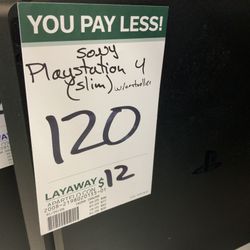 YOU PAY LESS!
Sony
Playstation 4
(slim) w/controller
120
LAYAWAY $12